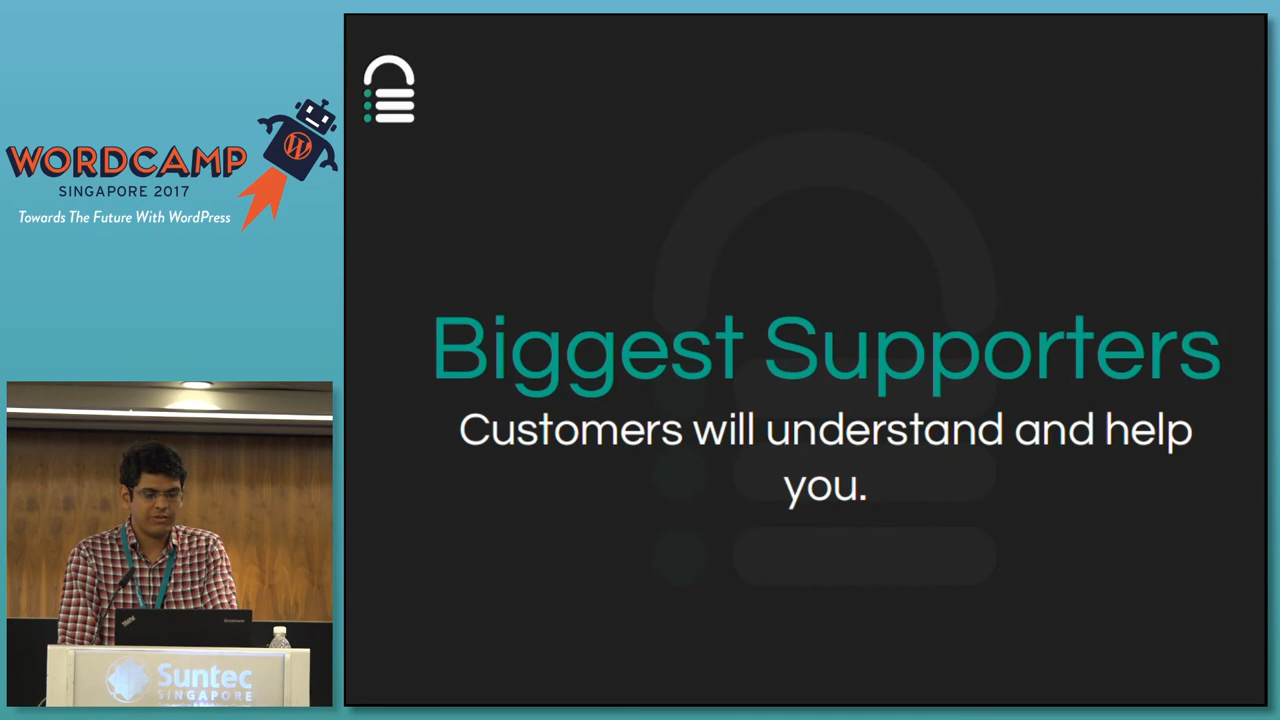 WORDCAMP
SINGAPORE 2017
Towards The Future With WordPress
Biggest Supporters
Customers will understand and help
you.
Suntec
SINGAPORE